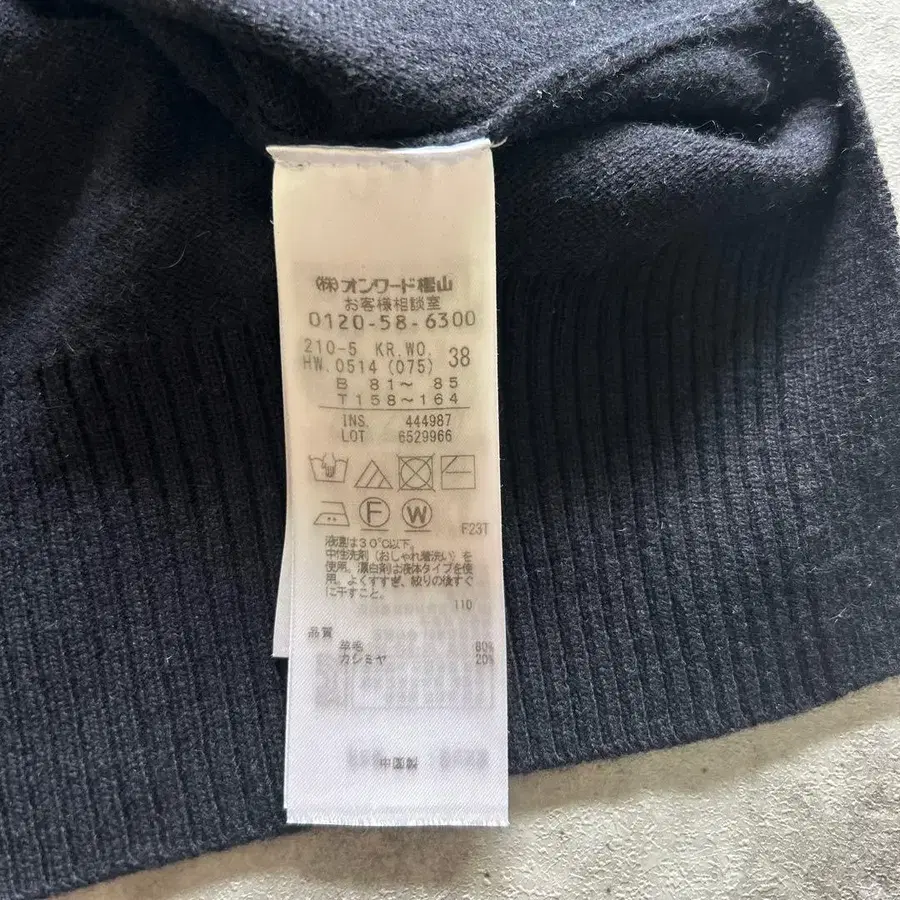 ㈱オンワード樫山
お客様相談室
0120-58-6300
210-5 KR.WO. 38
HW.0514 (075)
B 81～ 85
T158～164
INS. 444987
LOT 6529966
F W
F23T
液温は30℃以下。
中性洗剤（おしゃれ着洗い）を
使用。漂白剤は液体タイプを使
用。よくすすぎ、絞りの後すぐ
に干すこと。
110
品質
羊毛 80%
カシミヤ 20%